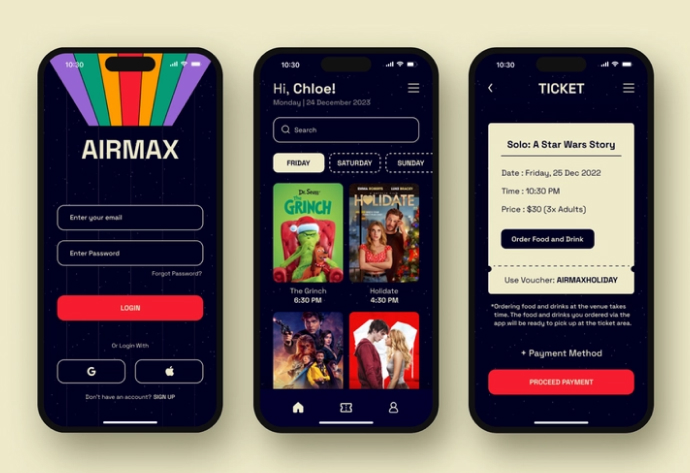 10:30
AIRMAX
Enter your email
Enter Password
Forgot Password?
LOGIN
Or Login With
G
Don't have an account? SIGN UP
10:30
Hi, Chloe!
Monday | 24 December 2023
Search
FRIDAY
SATURDAY
SUNDAY
Dr. Seuss'
the
GRINCH
EMMA ROBERTS LUKE BRACEY
HOLIDATE
The Grinch
6:30 PM
Holidate
4:30 PM
10:30
TICKET
Solo: A Star Wars Story
Date : Friday, 25 Dec 2022
Time : 10:30 PM
Price : $30 (3x Adults)
Order Food and Drink
Use Voucher: AIRMAXHOLIDAY
*Ordering food and drinks at the venue takes
time. The food and drinks you ordered via the
app will be ready to pick up at the ticket area.
+ Payment Method
PROCEED PAYMENT